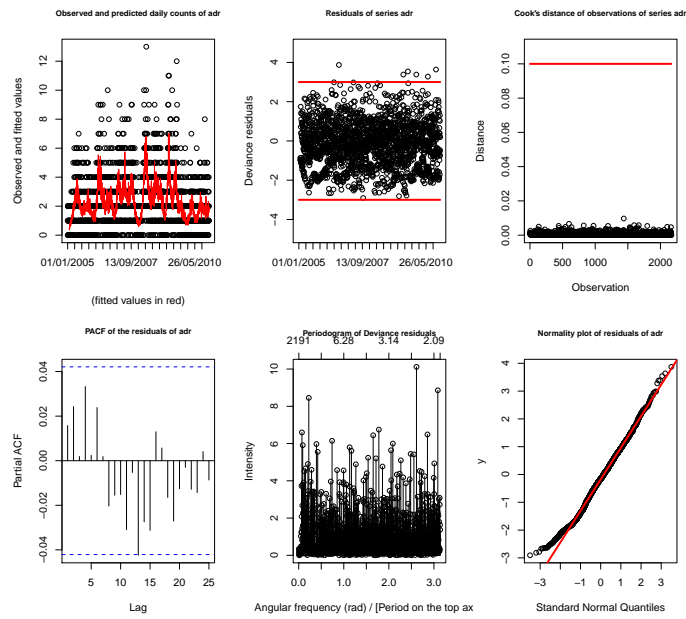 Observed and predicted daily counts of adr
Observed and fitted values
0 2 4 6 8 10 12
01/01/2005 13/09/2007 26/05/2010
(fitted values in red)
Residuals of series adr
Deviance residuals
−4 −2 0 2 4
01/01/2005 13/09/2007 26/05/2010
Cook's distance of observations of series adr
Distance
0.00 0.02 0.04 0.06 0.08 0.10
0 500 1000 1500 2000
Observation
PACF of the residuals of adr
Partial ACF
−0.04 −0.02 0.00 0.02 0.04
5 10 15 20 25
Lag
Periodogram of Deviance residuals
2191 6.28 3.14 2.09
Intensity
0 2 4 6 8 10
0.0 1.0 2.0 3.0
Angular frequency (rad) / [Period on the top ax
Normality plot of residuals of adr
y
−3 −2 −1 0 1 2 3 4
−3 −2 −1 0 1 2 3
Standard Normal Quantiles